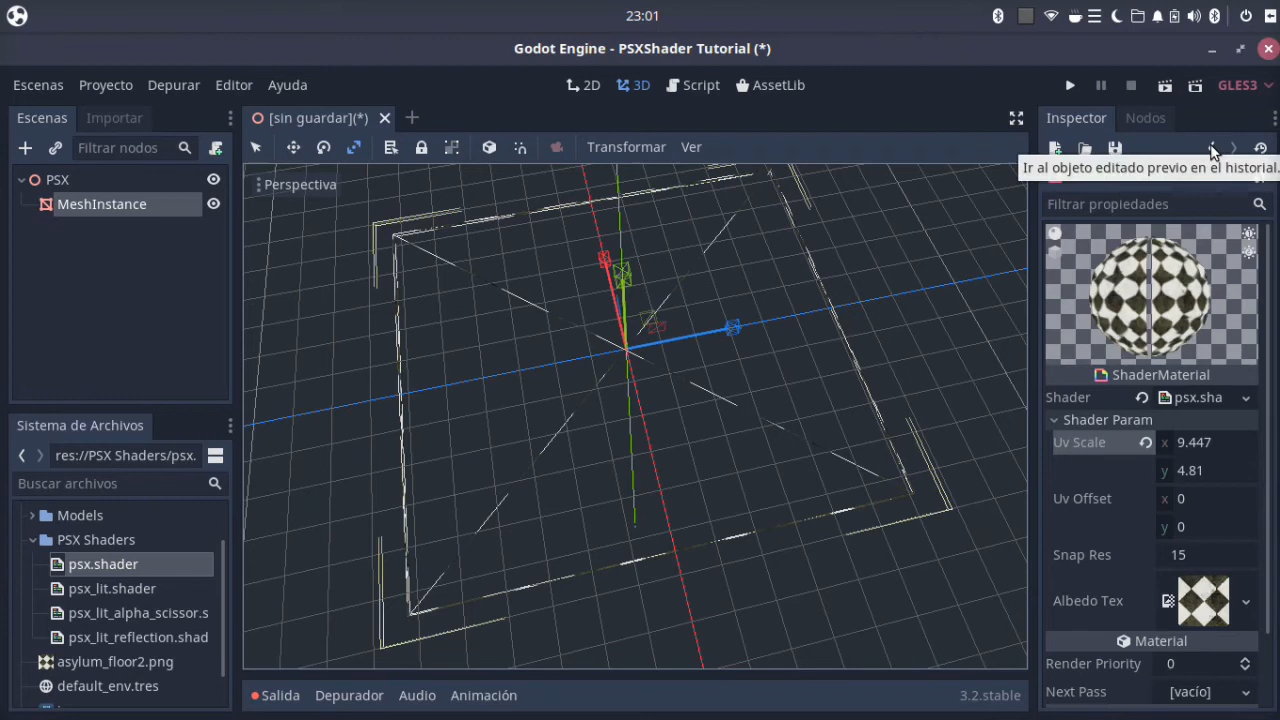 23:01
Godot Engine - PSXShader Tutorial (*)
Escenas Proyecto Depurar Editor Ayuda
2D 3D Script AssetLib
GLES3
Escenas Importar
Filtrar nodos
PSX
MeshInstance
[sin guardar](*)
Transformar Ver
Perspectiva
Inspector Nodos
Ir al objeto editado previo en el historial.
Filtrar propiedades
ShaderMaterial
Shader psx.sha
Shader Param
Uv Scale x 9.447
y 4.81
Uv Offset x 0
y 0
Snap Res 15
Albedo Tex
Material
Render Priority 0
Next Pass [vacío]
Sistema de Archivos
res://PSX Shaders/psx.
Buscar archivos
Models
PSX Shaders
psx.shader
psx_lit.shader
psx_lit_alpha_scissor.s
psx_lit_reflection.shad
asylum_floor2.png
default_env.tres
Salida Depurador Audio Animación
3.2.stable